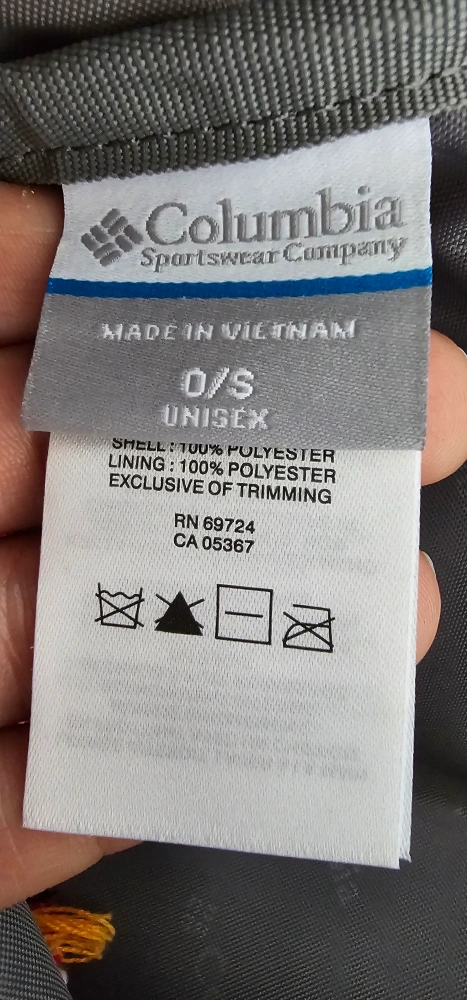 Columbia
Sportswear Company
MADE IN VIETNAM
O/S
UNISEX
SHELL : 100% POLYESTER
LINING : 100% POLYESTER
EXCLUSIVE OF TRIMMING
RN 69724
CA 05367